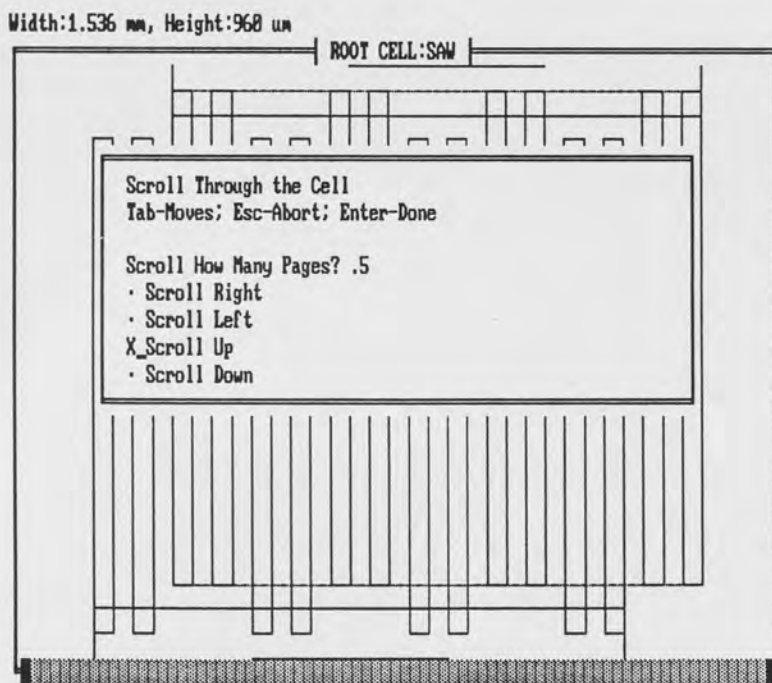 Width:1.536 mm, Height:960 um
ROOT CELL:SAW
Scroll Through the Cell
Tab-Moves; Esc-Abort; Enter-Done
Scroll How Many Pages? .5
· Scroll Right
· Scroll Left
X_Scroll Up
· Scroll Down